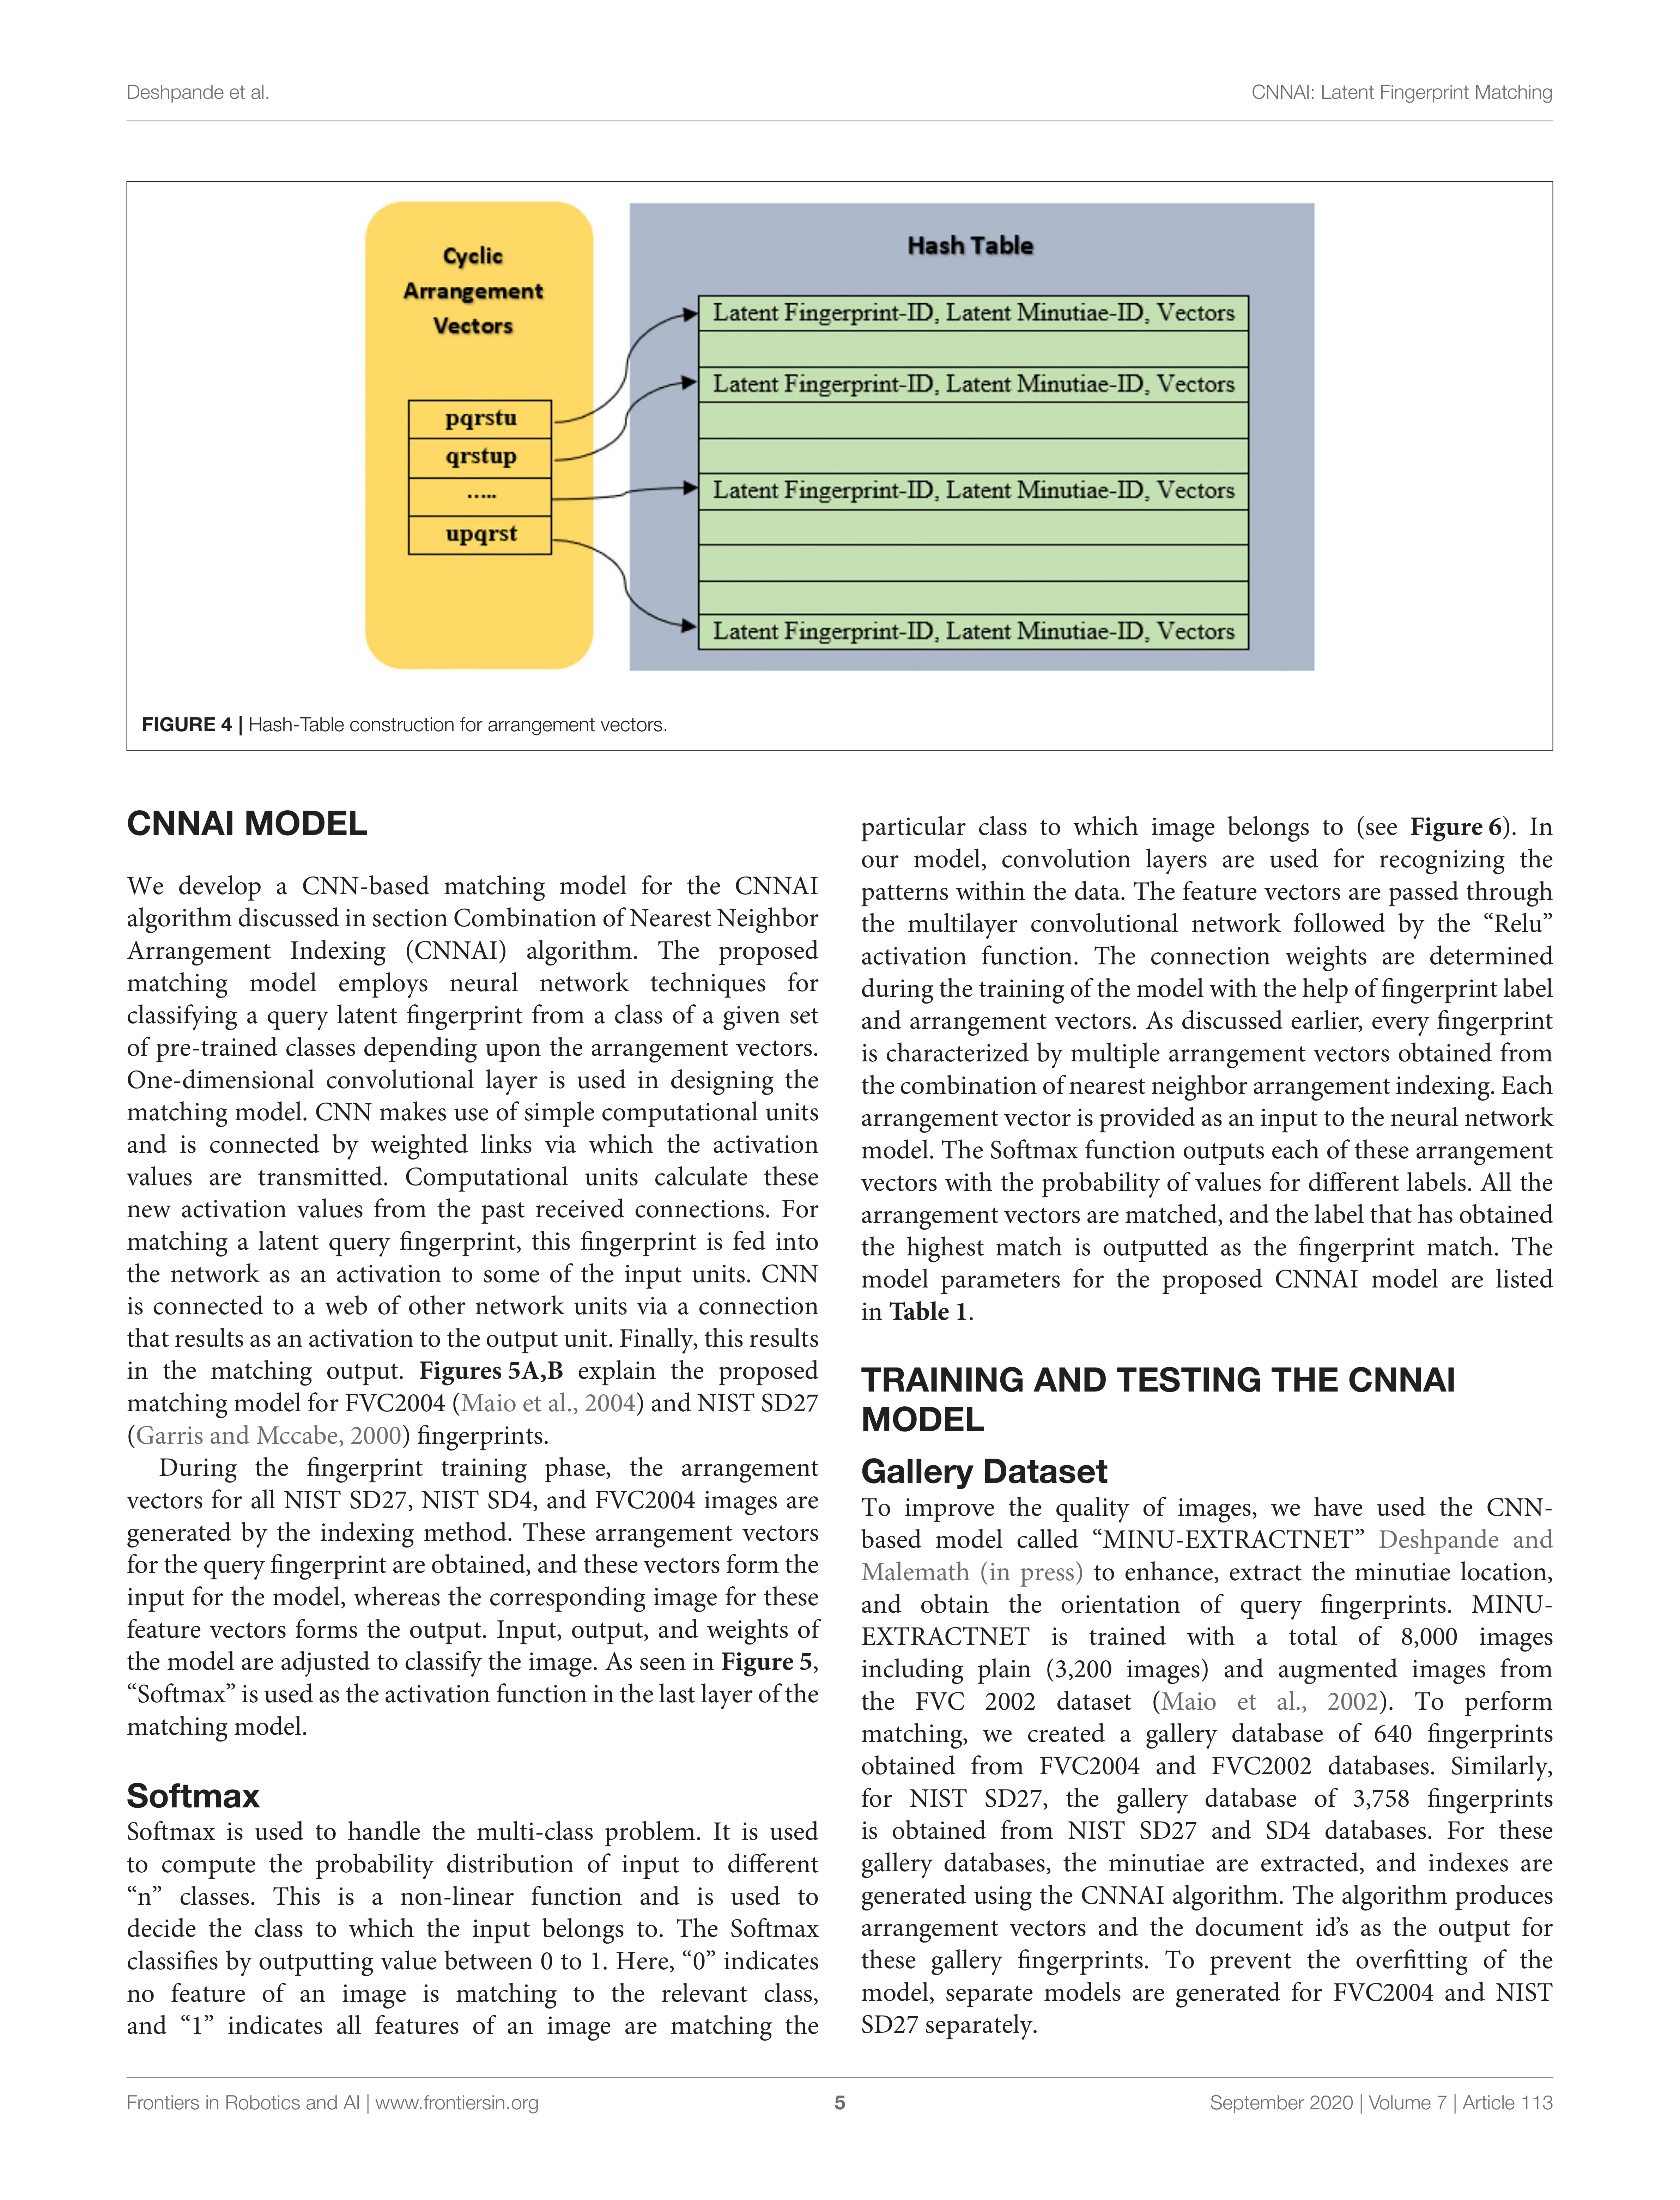 Deshpande et al.
CNNAI: Latent Fingerprint Matching
Cyclic
Arrangement
Vectors
pqrstu
qrstup
.....
upqrst
Hash Table
Latent Fingerprint-ID, Latent Minutiae-ID, Vectors
Latent Fingerprint-ID, Latent Minutiae-ID, Vectors
Latent Fingerprint-ID, Latent Minutiae-ID, Vectors
Latent Fingerprint-ID, Latent Minutiae-ID, Vectors
FIGURE 4 | Hash-Table construction for arrangement vectors.
CNNAI MODEL
We develop a CNN-based matching model for the CNNAI
algorithm discussed in section Combination of Nearest Neighbor
Arrangement Indexing (CNNAI) algorithm. The proposed
matching model employs neural network techniques for
classifying a query latent fingerprint from a class of a given set
of pre-trained classes depending upon the arrangement vectors.
One-dimensional convolutional layer is used in designing the
matching model. CNN makes use of simple computational units
and is connected by weighted links via which the activation
values are transmitted. Computational units calculate these
new activation values from the past received connections. For
matching a latent query fingerprint, this fingerprint is fed into
the network as an activation to some of the input units. CNN
is connected to a web of other network units via a connection
that results as an activation to the output unit. Finally, this results
in the matching output. Figures 5A,B explain the proposed
matching model for FVC2004 (Maio et al., 2004) and NIST SD27
(Garris and Mccabe, 2000) fingerprints.
During the fingerprint training phase, the arrangement
vectors for all NIST SD27, NIST SD4, and FVC2004 images are
generated by the indexing method. These arrangement vectors
for the query fingerprint are obtained, and these vectors form the
input for the model, whereas the corresponding image for these
feature vectors forms the output. Input, output, and weights of
the model are adjusted to classify the image. As seen in Figure 5,
“Softmax” is used as the activation function in the last layer of the
matching model.
Softmax
Softmax is used to handle the multi-class problem. It is used
to compute the probability distribution of input to different
“n” classes. This is a non-linear function and is used to
decide the class to which the input belongs to. The Softmax
classifies by outputting value between 0 to 1. Here, “0” indicates
no feature of an image is matching to the relevant class,
and “1” indicates all features of an image are matching the
particular class to which image belongs to (see Figure 6). In
our model, convolution layers are used for recognizing the
patterns within the data. The feature vectors are passed through
the multilayer convolutional network followed by the “Relu”
activation function. The connection weights are determined
during the training of the model with the help of fingerprint label
and arrangement vectors. As discussed earlier, every fingerprint
is characterized by multiple arrangement vectors obtained from
the combination of nearest neighbor arrangement indexing. Each
arrangement vector is provided as an input to the neural network
model. The Softmax function outputs each of these arrangement
vectors with the probability of values for different labels. All the
arrangement vectors are matched, and the label that has obtained
the highest match is outputted as the fingerprint match. The
model parameters for the proposed CNNAI model are listed
in Table 1.
TRAINING AND TESTING THE CNNAI
MODEL
Gallery Dataset
To improve the quality of images, we have used the CNN-
based model called “MINU-EXTRACTNET” Deshpande and
Malemath (in press) to enhance, extract the minutiae location,
and obtain the orientation of query fingerprints. MINU-
EXTRACTNET is trained with a total of 8,000 images
including plain (3,200 images) and augmented images from
the FVC 2002 dataset (Maio et al., 2002). To perform
matching, we created a gallery database of 640 fingerprints
obtained from FVC2004 and FVC2002 databases. Similarly,
for NIST SD27, the gallery database of 3,758 fingerprints
is obtained from NIST SD27 and SD4 databases. For these
gallery databases, the minutiae are extracted, and indexes are
generated using the CNNAI algorithm. The algorithm produces
arrangement vectors and the document id’s as the output for
these gallery fingerprints. To prevent the overfitting of the
model, separate models are generated for FVC2004 and NIST
SD27 separately.
Frontiers in Robotics and AI | www.frontiersin.org
5
September 2020 | Volume 7 | Article 113